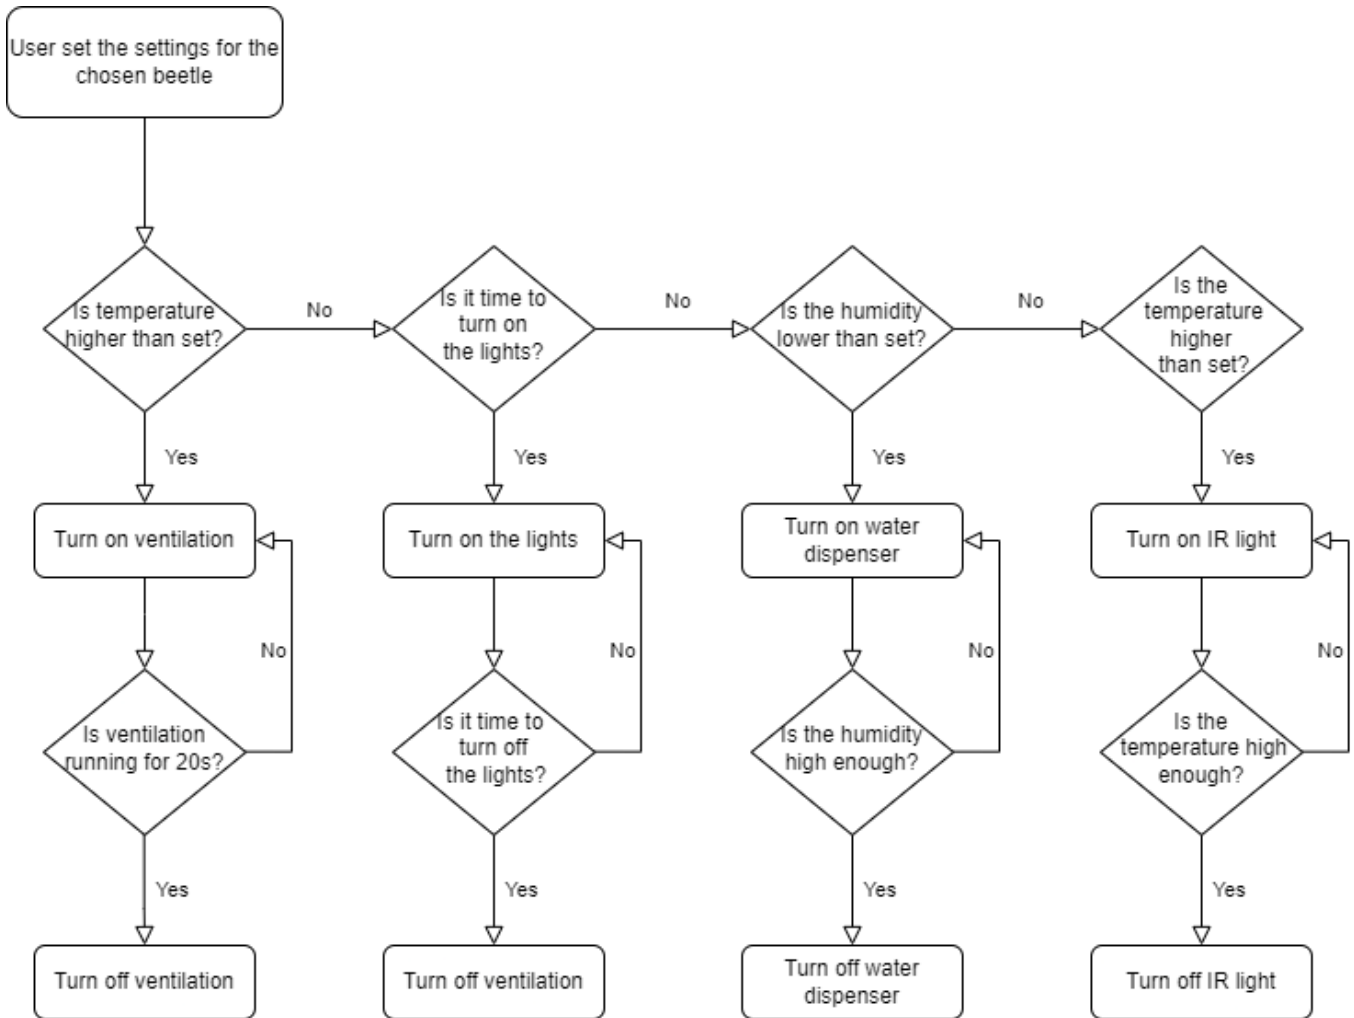 User set the settings for the
chosen beetle
Is temperature
higher than set?
No
Is it time to
turn on
the lights?
No
Is the humidity
lower than set?
No
Is the
temperature
higher
than set?
Yes
Yes
Yes
Yes
Turn on ventilation
Turn on the lights
Turn on water
dispenser
Turn on IR light
No
No
No
No
Is ventilation
running for 20s?
Is it time to
turn off
the lights?
Is the humidity
high enough?
Is the
temperature high
enough?
Yes
Yes
Yes
Yes
Turn off ventilation
Turn off ventilation
Turn off water
dispenser
Turn off IR light